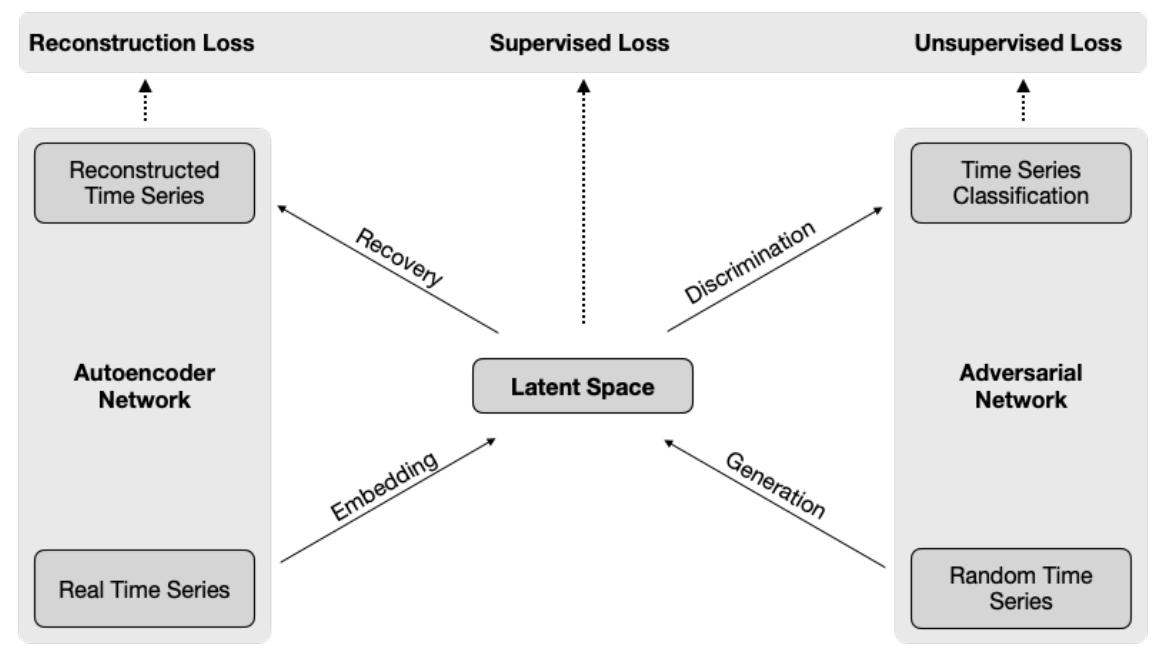 Reconstruction Loss
Supervised Loss
Unsupervised Loss
Reconstructed
Time Series
Time Series
Classification
Recovery
Discrimination
Autoencoder
Network
Latent Space
Adversarial
Network
Embedding
Generation
Real Time Series
Random Time
Series